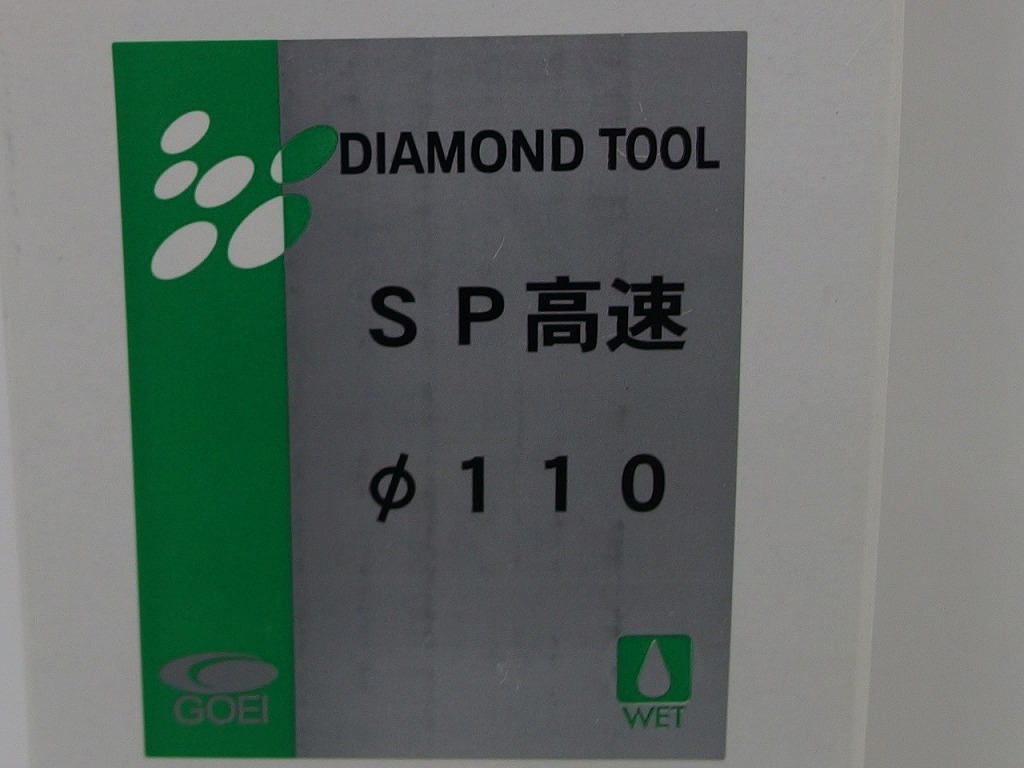 DIAMOND TOOL
ＳＰ高速
φ１１０
GOEI
WET